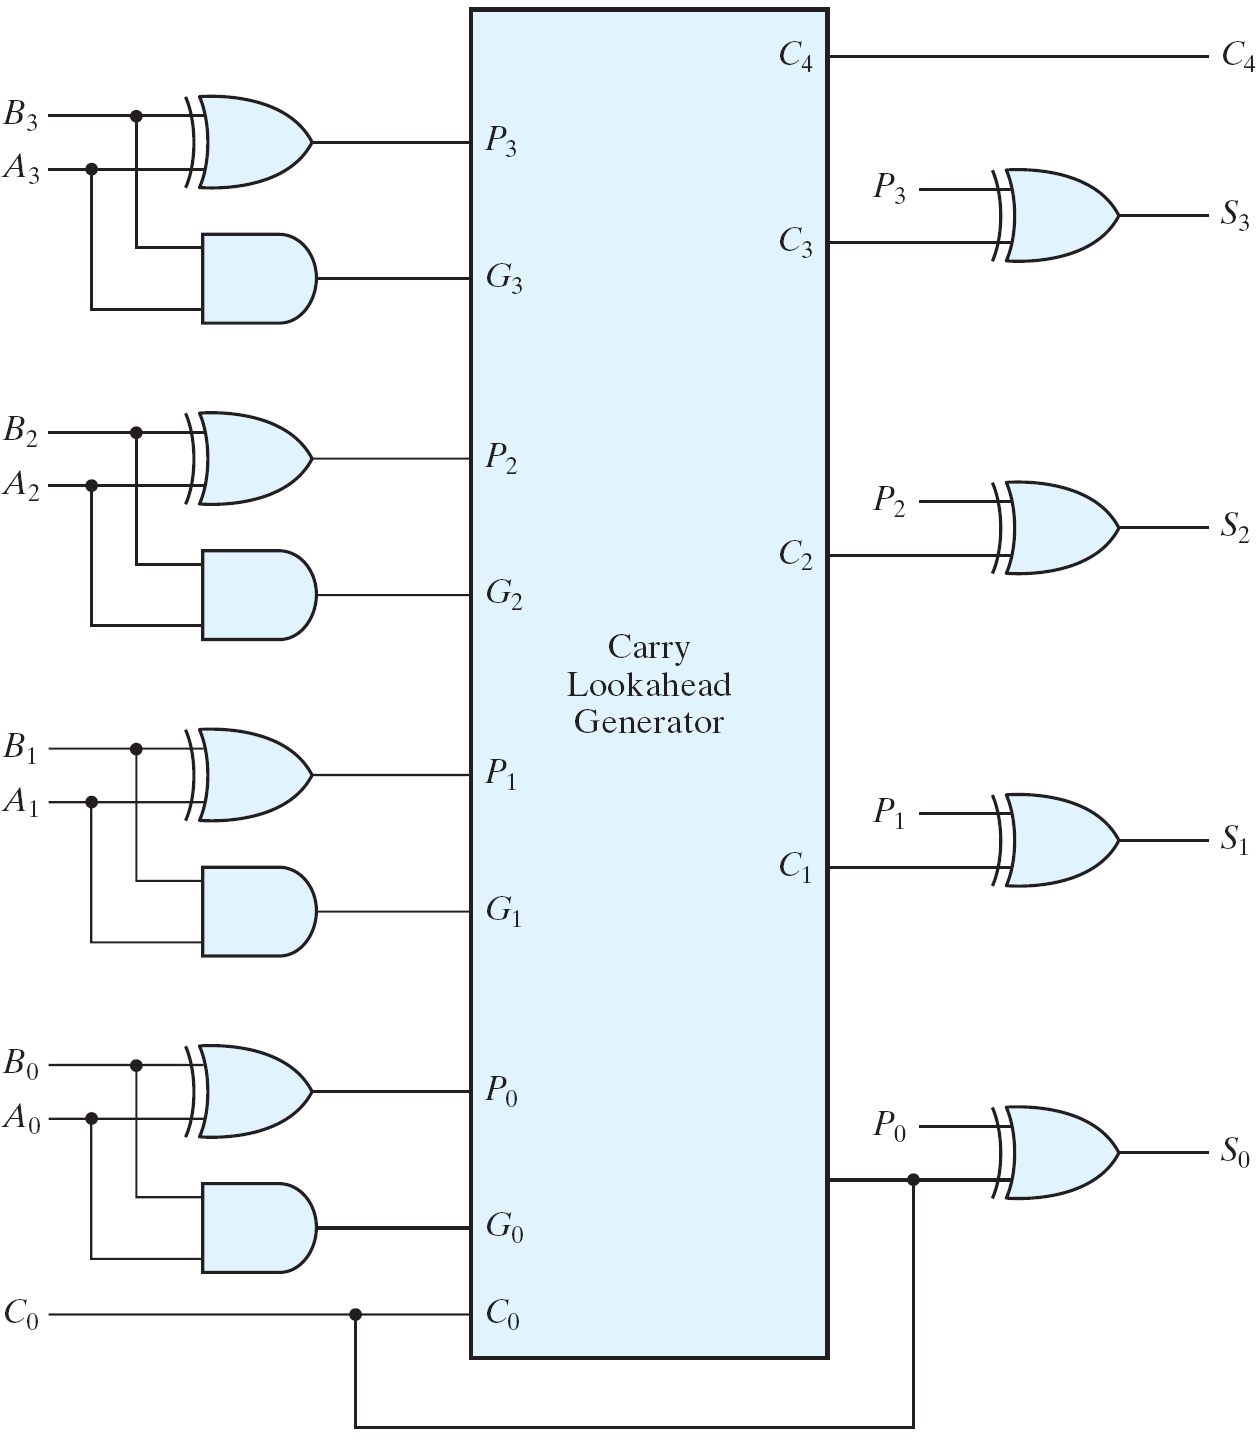 C₄
C₄
B₃
A₃
P₃
P₃
S₃
C₃
G₃
B₂
A₂
P₂
P₂
S₂
C₂
G₂
Carry
Lookahead
Generator
B₁
A₁
P₁
P₁
S₁
C₁
G₁
B₀
A₀
P₀
P₀
S₀
G₀
C₀
C₀